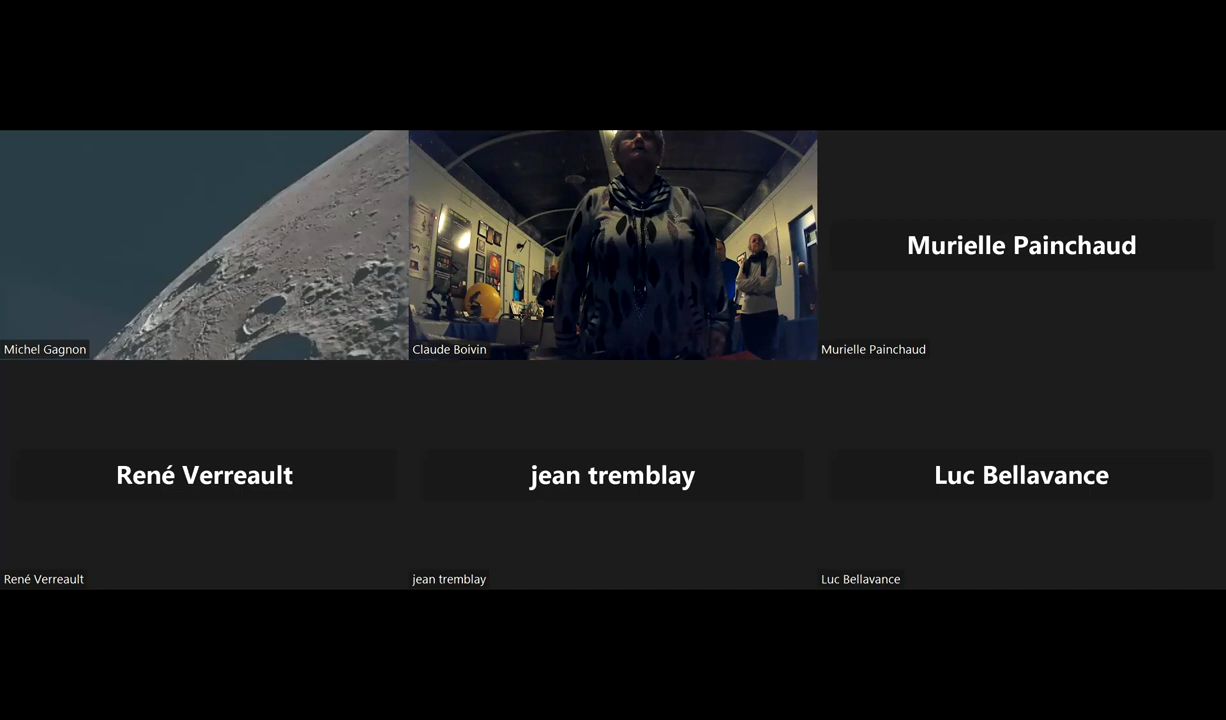 Michel Gagnon
Claude Boivin
Murielle Painchaud
Murielle Painchaud
René Verreault
jean tremblay
Luc Bellavance
René Verreault
jean tremblay
Luc Bellavance